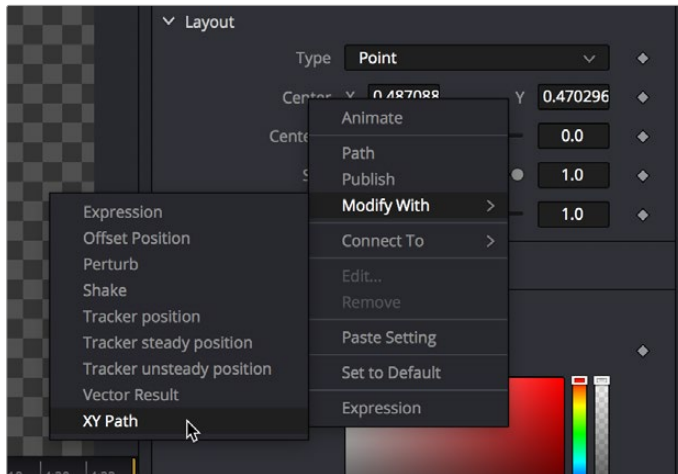 Layout
Type Point
Center X 0.487088 Y 0.470296
Animate
0.0
Path
Publish
1.0
Modify With
1.0
Connect To
Edit...
Remove
Paste Setting
Set to Default
Expression
Expression
Offset Position
Perturb
Shake
Tracker position
Tracker steady position
Tracker unsteady position
Vector Result
XY Path